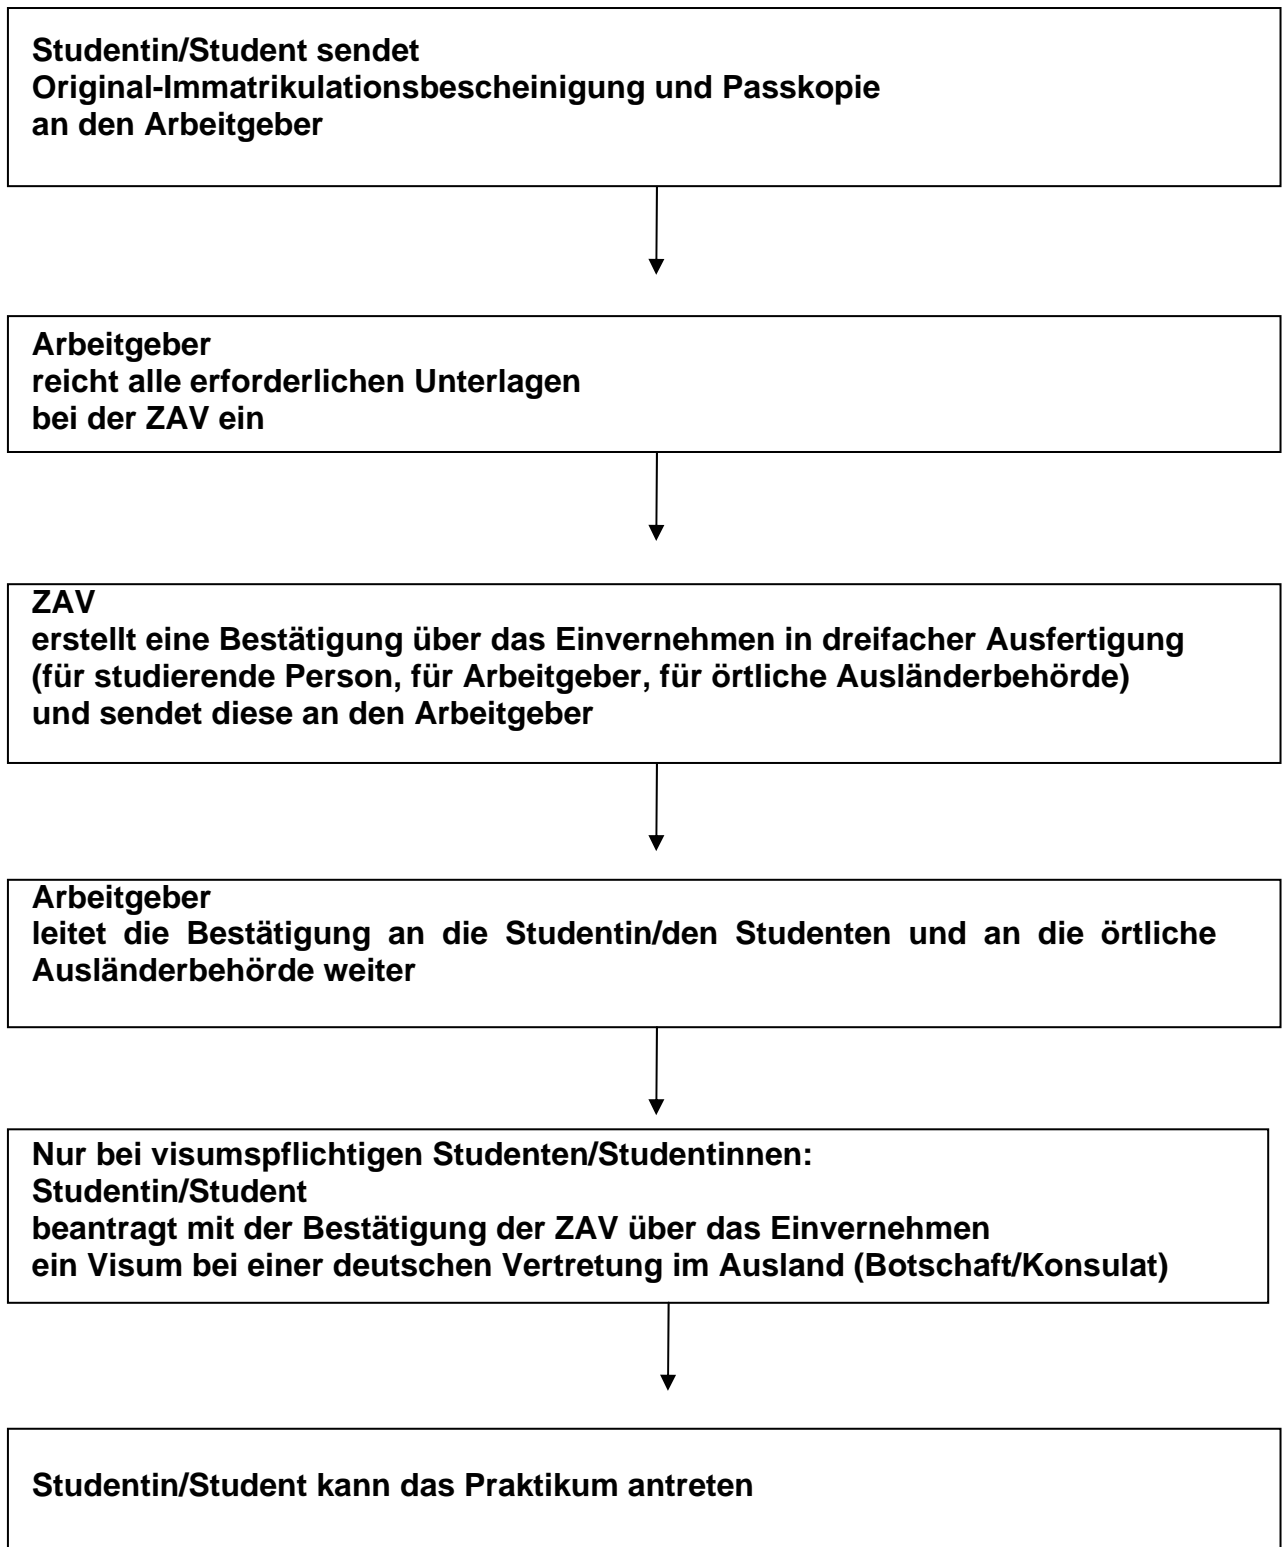 Studentin/Student sendet
Original-Immatrikulationsbescheinigung und Passkopie
an den Arbeitgeber
Arbeitgeber
reicht alle erforderlichen Unterlagen
bei der ZAV ein
ZAV
erstellt eine Bestätigung über das Einvernehmen in dreifacher Ausfertigung
(für studierende Person, für Arbeitgeber, für örtliche Ausländerbehörde)
und sendet diese an den Arbeitgeber
Arbeitgeber
leitet die Bestätigung an die Studentin/den Studenten und an die örtliche
Ausländerbehörde weiter
Nur bei visumspflichtigen Studenten/Studentinnen:
Studentin/Student
beantragt mit der Bestätigung der ZAV über das Einvernehmen
ein Visum bei einer deutschen Vertretung im Ausland (Botschaft/Konsulat)
Studentin/Student kann das Praktikum antreten